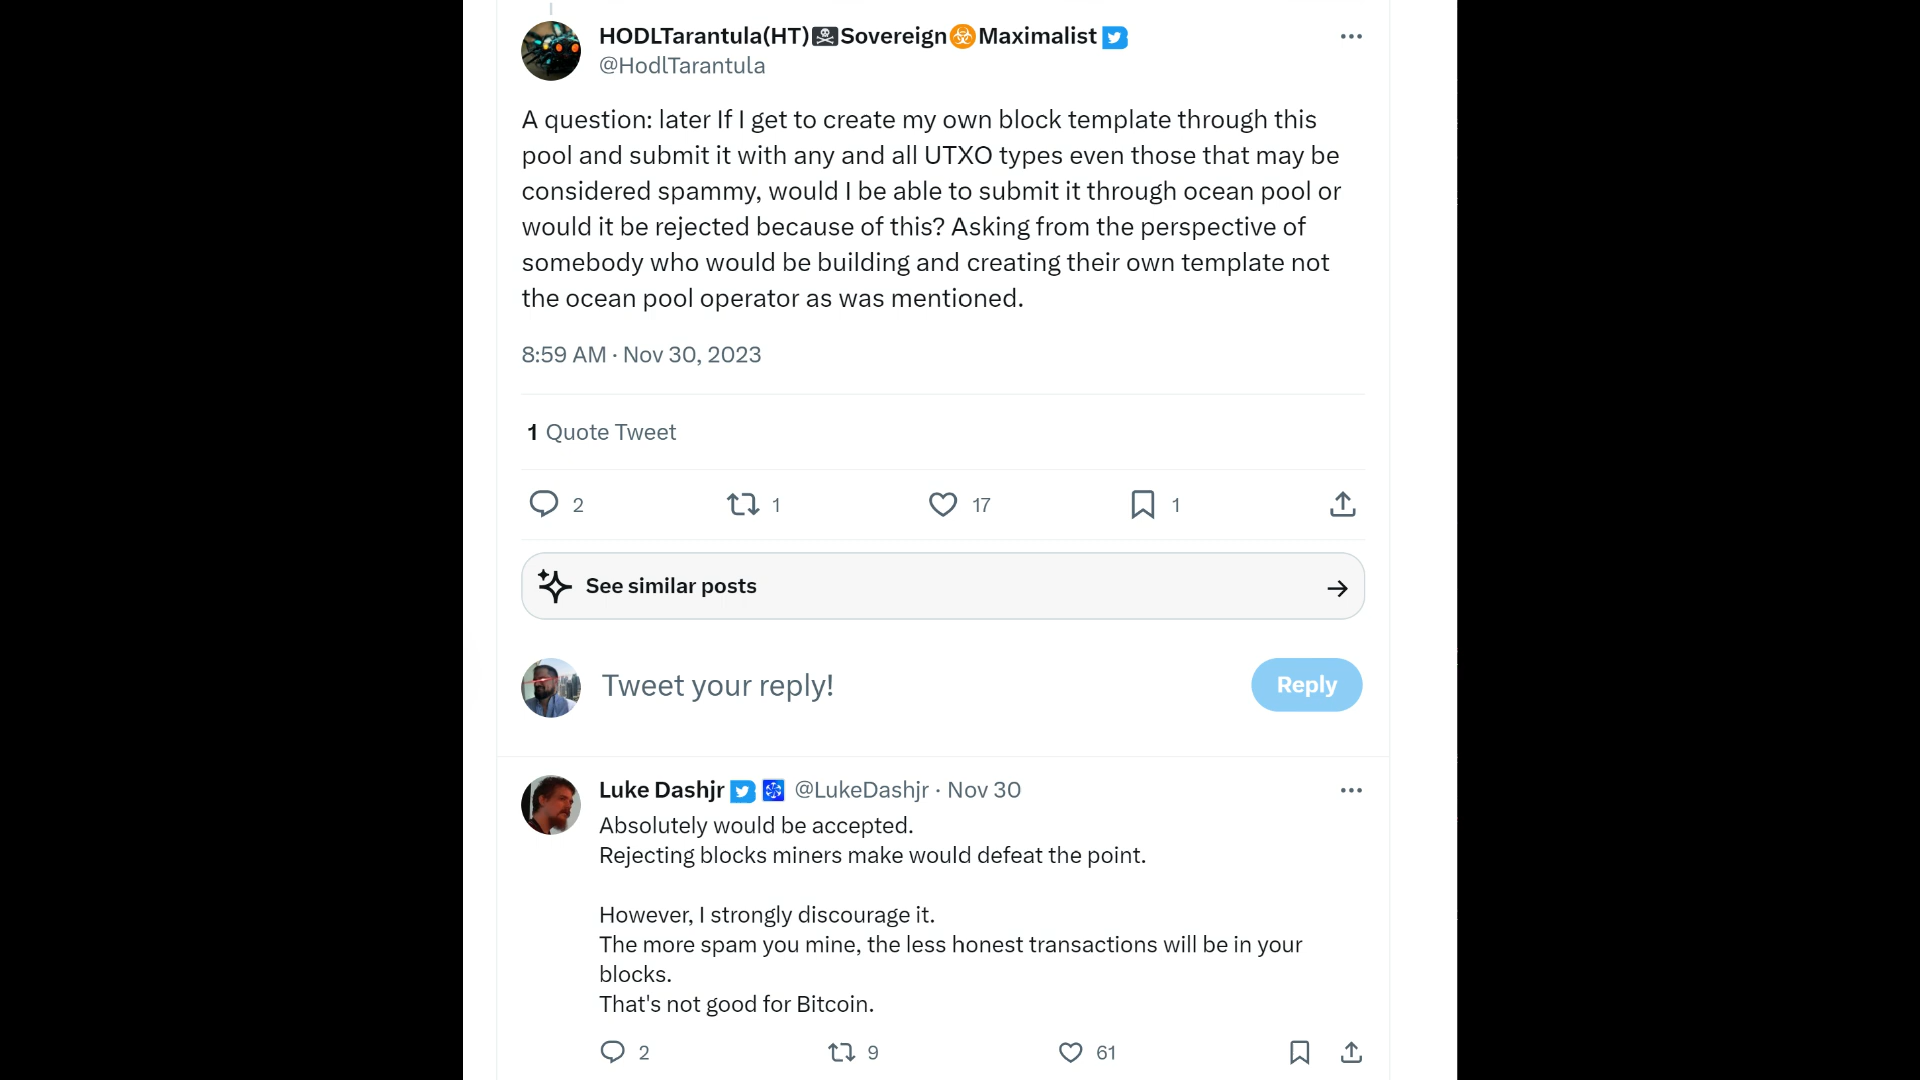 HODLTarantula(HT)☠Sovereign☣Maximalist
@HodlTarantula
A question: later If I get to create my own block template through this
pool and submit it with any and all UTXO types even those that may be
considered spammy, would I be able to submit it through ocean pool or
would it be rejected because of this? Asking from the perspective of
somebody who would be building and creating their own template not
the ocean pool operator as was mentioned.
8:59 AM · Nov 30, 2023
1 Quote Tweet
2 1 17 1
See similar posts
Tweet your reply!
Reply
Luke Dashjr @LukeDashjr · Nov 30
Absolutely would be accepted.
Rejecting blocks miners make would defeat the point.
However, I strongly discourage it.
The more spam you mine, the less honest transactions will be in your
blocks.
That's not good for Bitcoin.
2 9 61